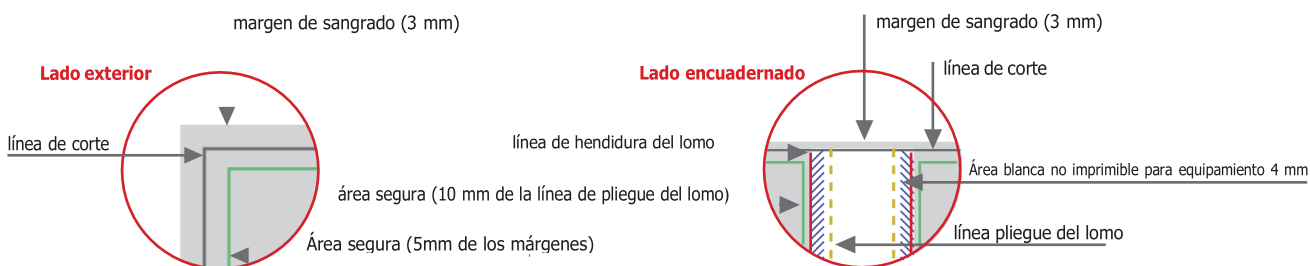 margen de sangrado (3 mm)
margen de sangrado (3 mm)
Lado exterior
Lado encuadernado
línea de corte
línea de corte
línea de hendidura del lomo
Área blanca no imprimible para equipamiento 4 mm
área segura (10 mm de la línea de pliegue del lomo)
línea pliegue del lomo
Área segura (5mm de los márgenes)